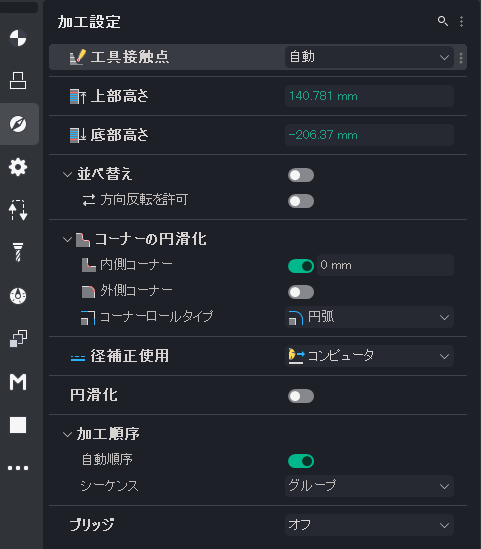 加工設定
工具接触点 自動
上部高さ 140.781 mm
底部高さ -206.37 mm
並べ替え
方向反転を許可
コーナーの円滑化
内側コーナー 0 mm
外側コーナー
コーナーロールタイプ 円弧
径補正使用 コンピュータ
円滑化
加工順序
自動順序
シーケンス グループ
ブリッジ オフ
M